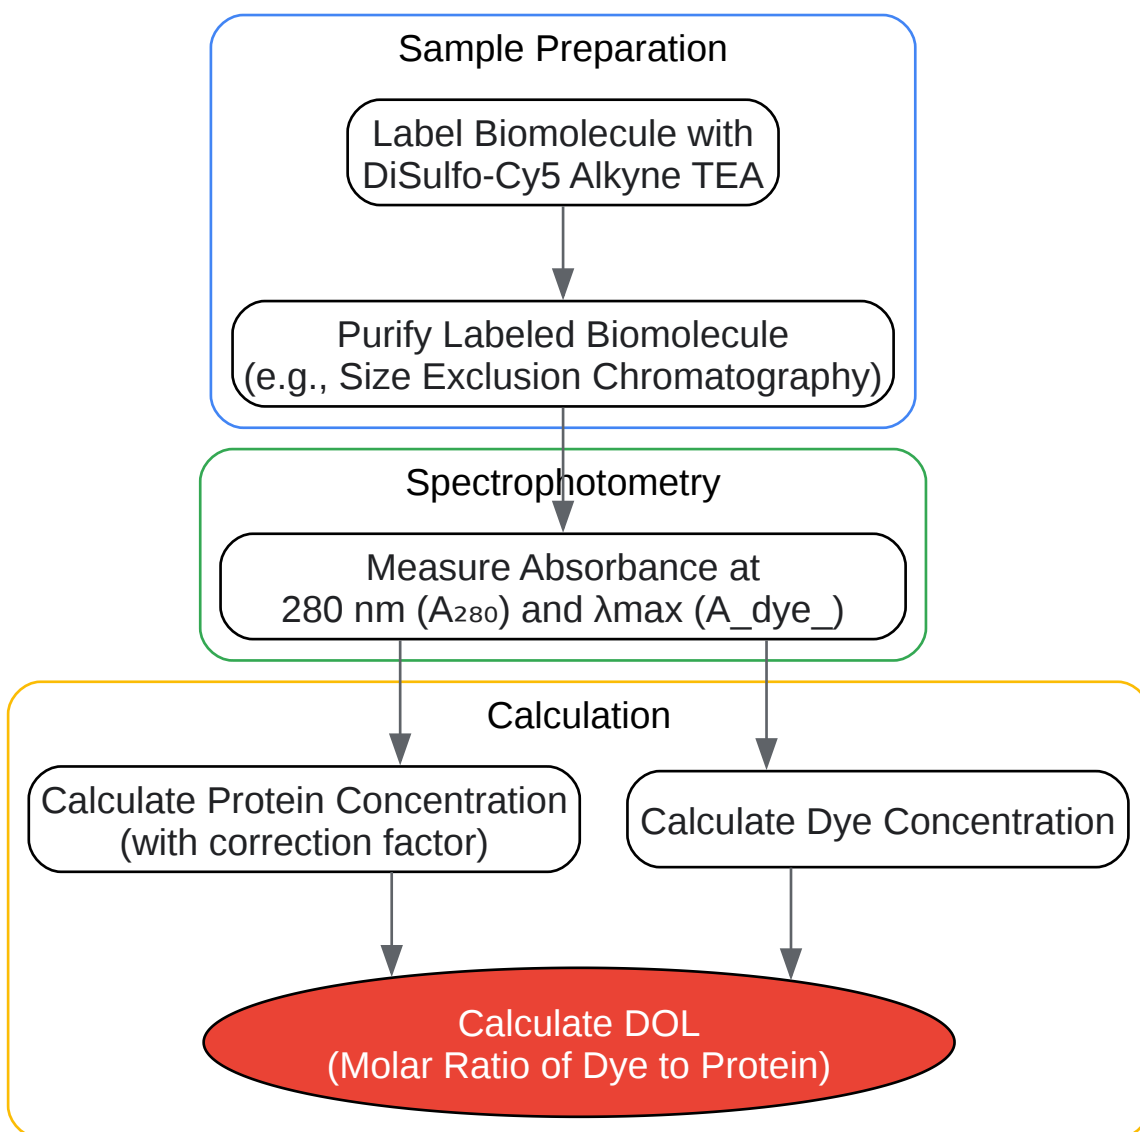 Sample Preparation
Label Biomolecule with
DiSulfo-Cy5 Alkyne TEA
Purify Labeled Biomolecule
(e.g., Size Exclusion Chromatography)
Spectrophotometry
Measure Absorbance at
280 nm (A₂₈₀) and λmax (A_dye_)
Calculation
Calculate Protein Concentration
(with correction factor)
Calculate Dye Concentration
Calculate DOL
(Molar Ratio of Dye to Protein)